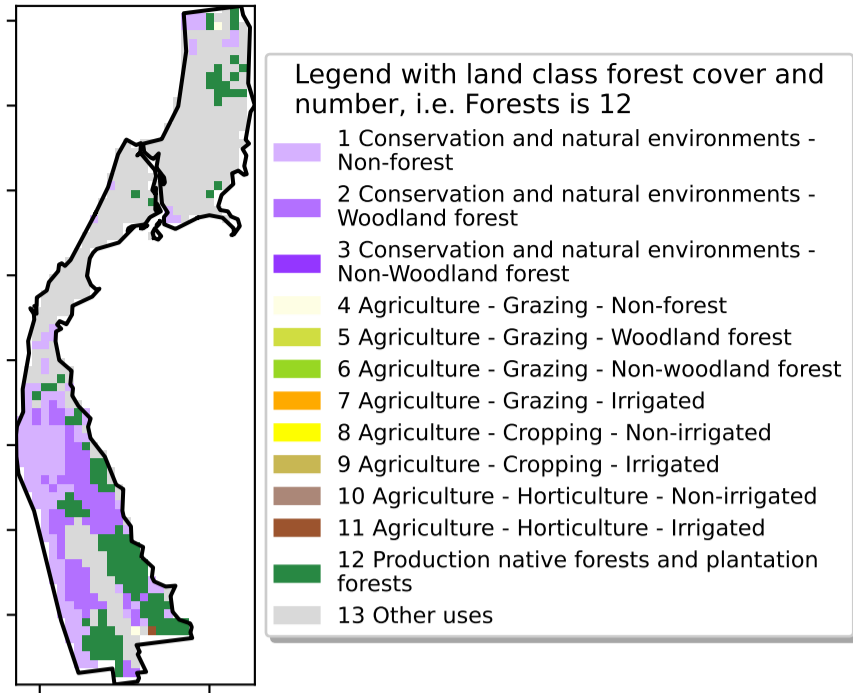 Legend with land class forest cover and
number, i.e. Forests is 12
1 Conservation and natural environments -
Non-forest
2 Conservation and natural environments -
Woodland forest
3 Conservation and natural environments -
Non-Woodland forest
4 Agriculture - Grazing - Non-forest
5 Agriculture - Grazing - Woodland forest
6 Agriculture - Grazing - Non-woodland forest
7 Agriculture - Grazing - Irrigated
8 Agriculture - Cropping - Non-irrigated
9 Agriculture - Cropping - Irrigated
10 Agriculture - Horticulture - Non-irrigated
11 Agriculture - Horticulture - Irrigated
12 Production native forests and plantation
forests
13 Other uses